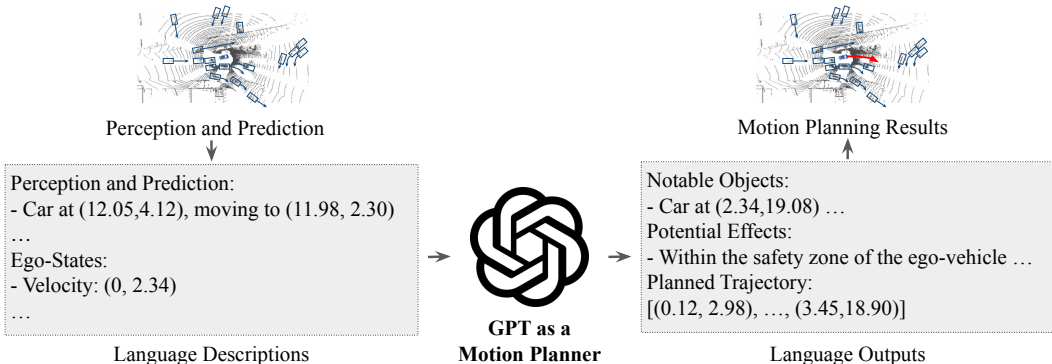 Perception and Prediction
Motion Planning Results
Perception and Prediction:
- Car at (12.05,4.12), moving to (11.98, 2.30)
…
Ego-States:
- Velocity: (0, 2.34)
…
Language Descriptions
GPT as a
Motion Planner
Notable Objects:
- Car at (2.34,19.08) …
Potential Effects:
- Within the safety zone of the ego-vehicle …
Planned Trajectory:
[(0.12, 2.98), …, (3.45,18.90)]
Language Outputs